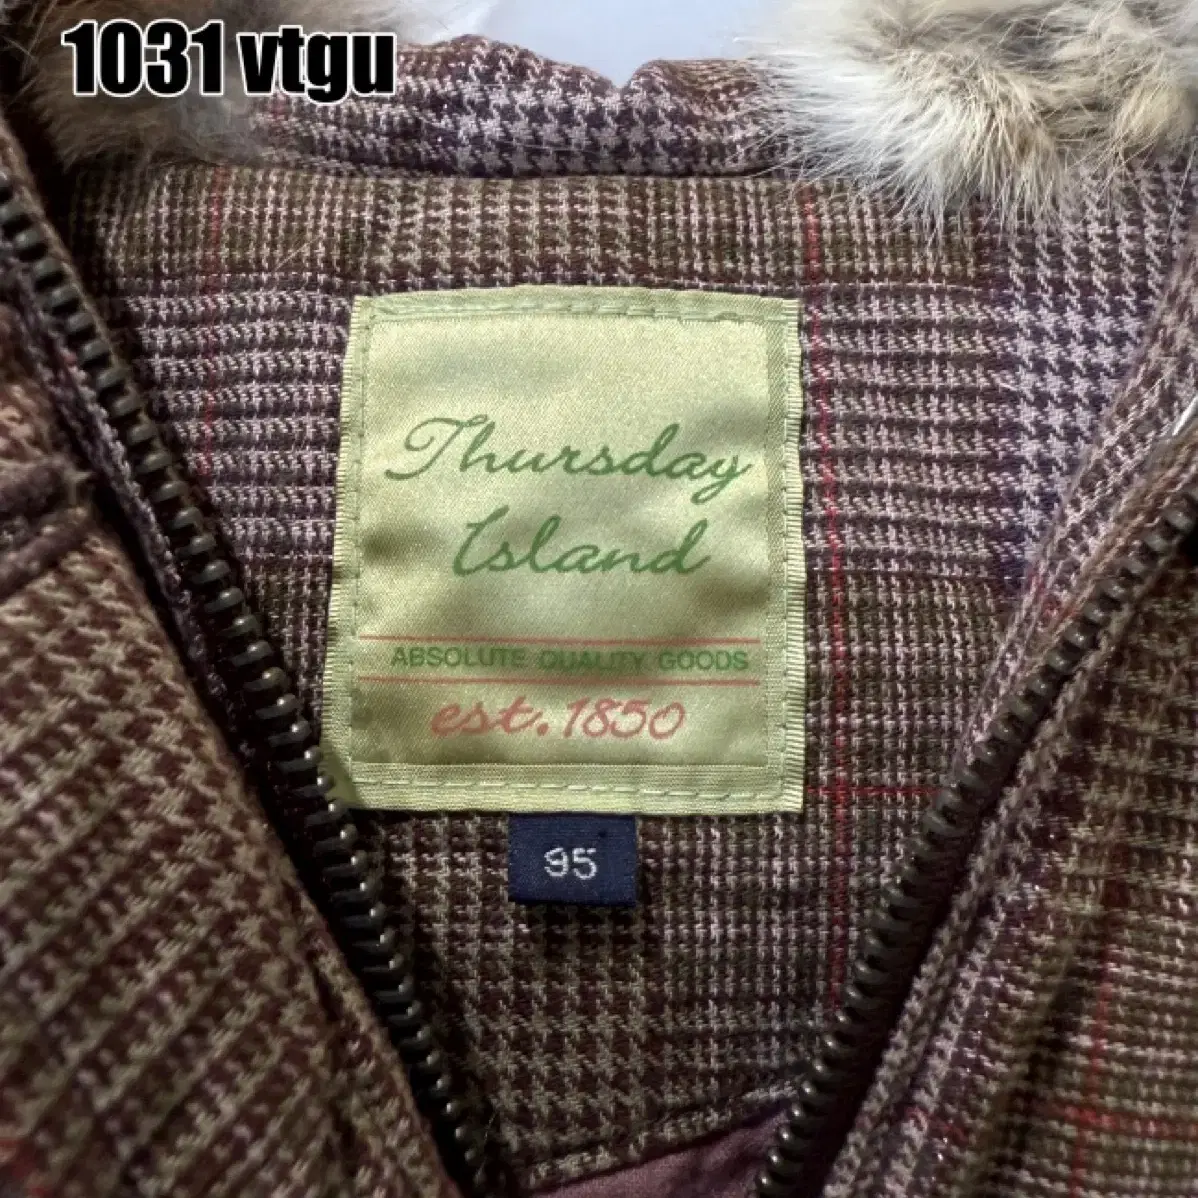 1031 vtgu
Thursday
Island
ABSOLUTE QUALITY GOODS
est. 1850
95